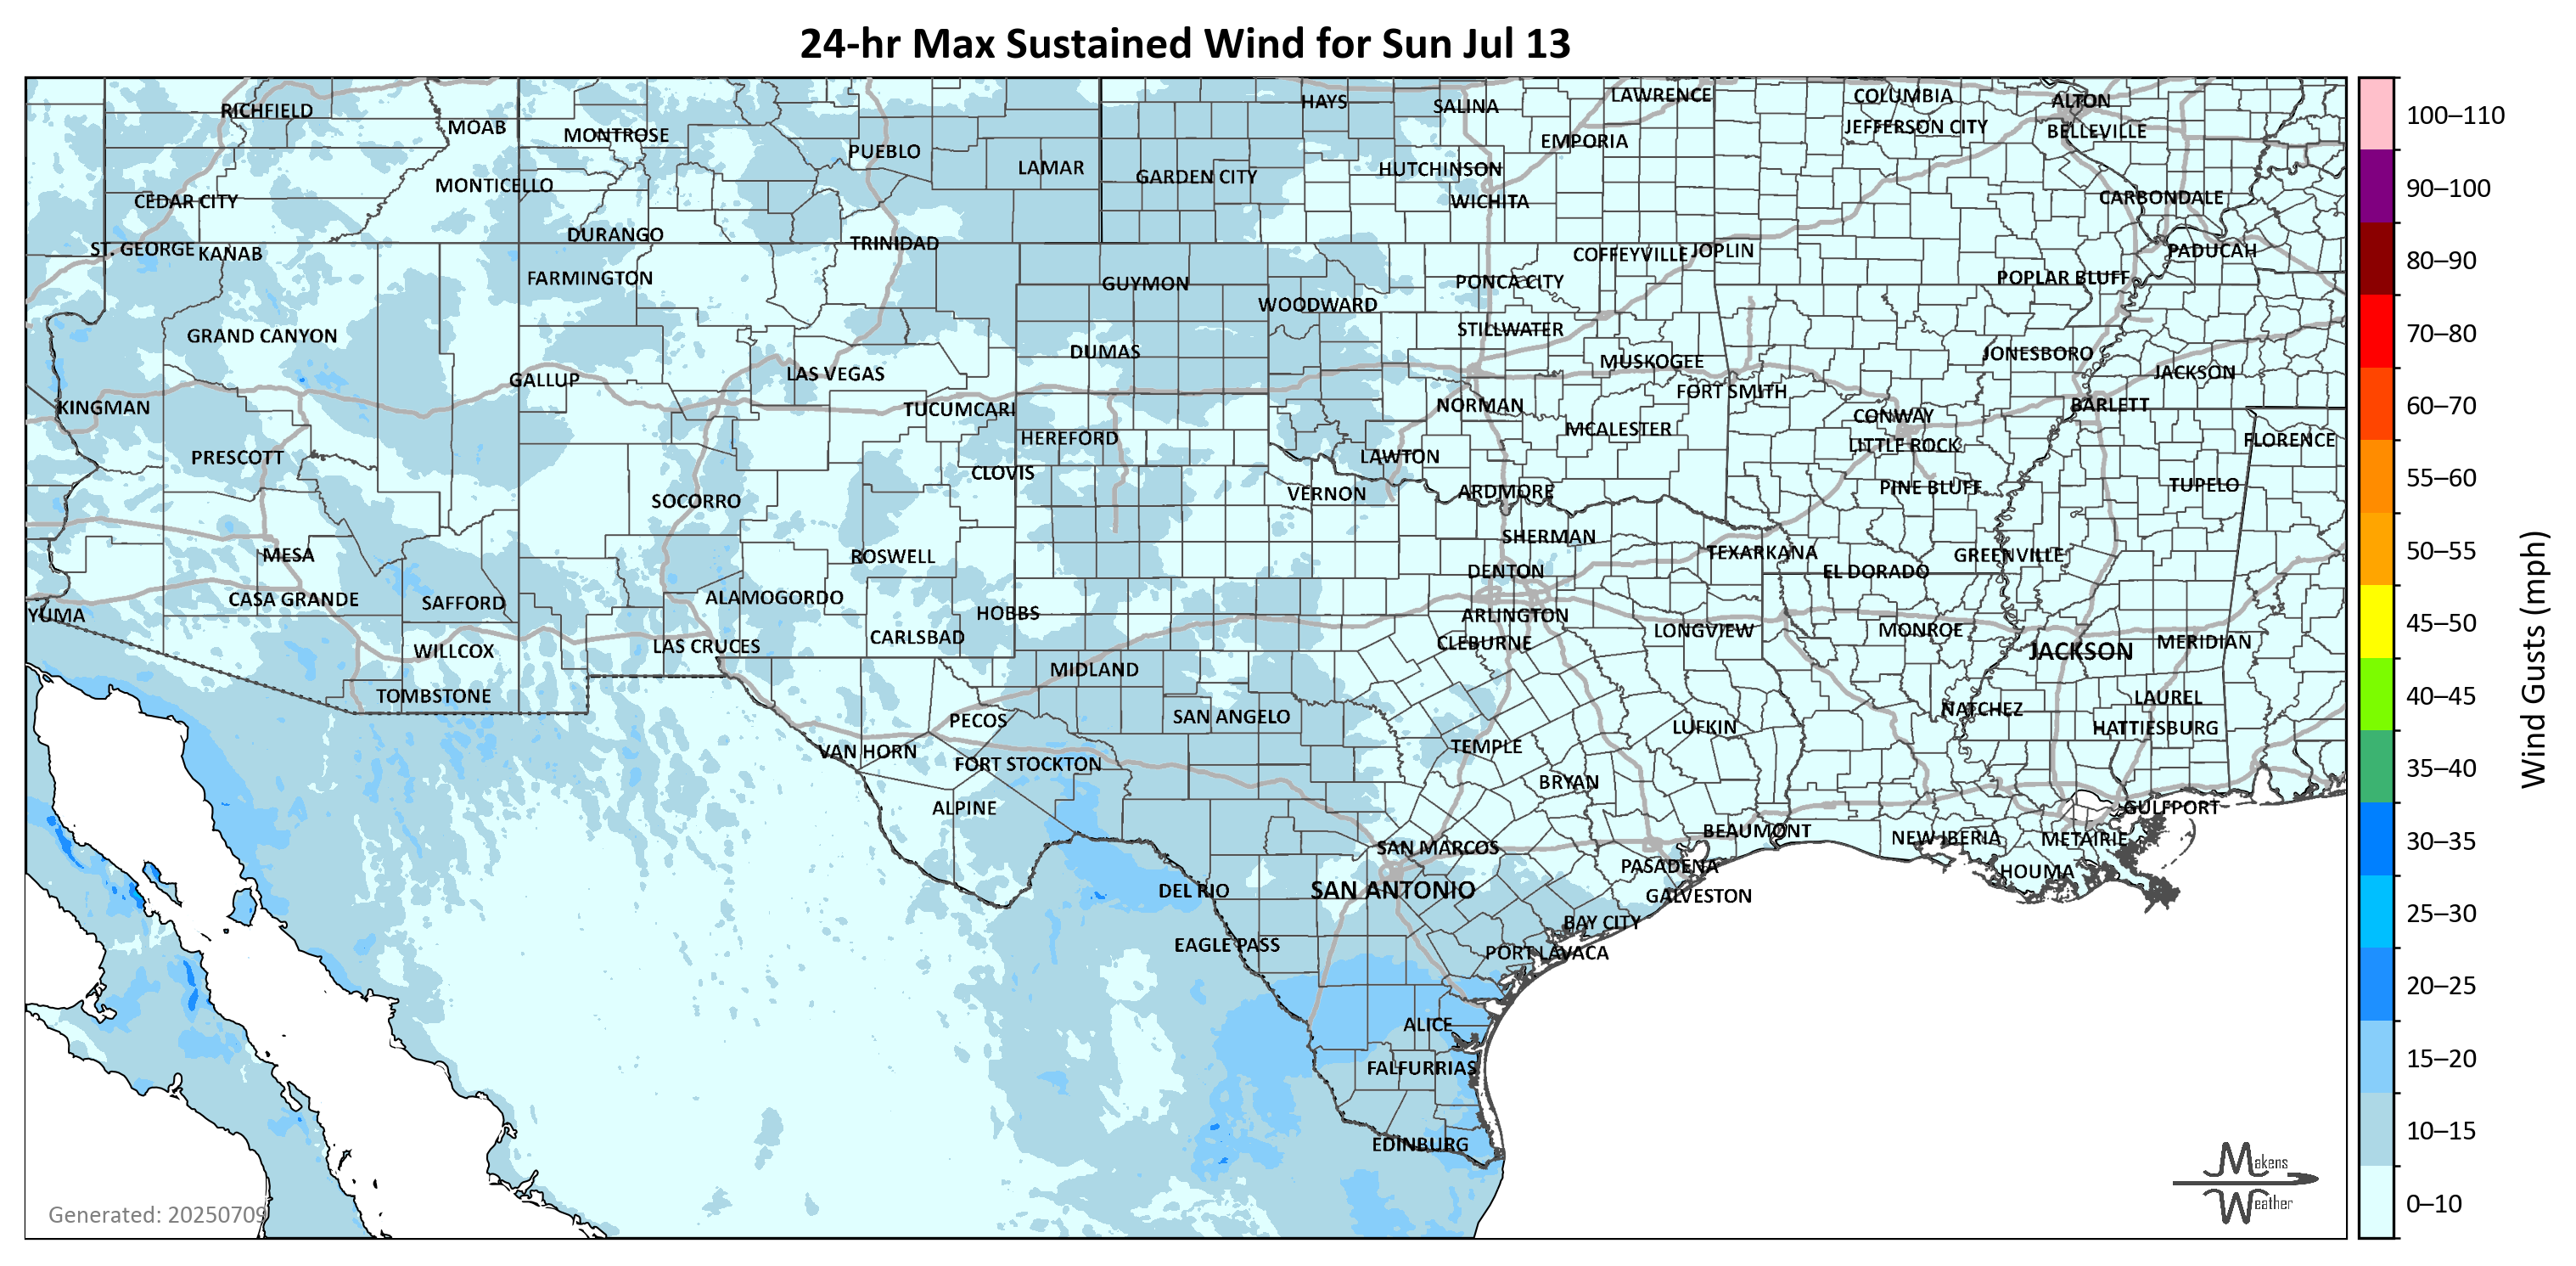 24-hr Max Sustained Wind for Sun Jul 13
RICHFIELD
MOAB
MONTROSE
PUEBLO
LAMAR
HAYS
SALINA
LAWRENCE
COLUMBIA
ALTON
EMPORIA
JEFFERSON CITY
BELLEVILLE
CEDAR CITY
MONTICELLO
GARDEN CITY
HUTCHINSON
WICHITA
CARBONDALE
ST. GEORGE
KANAB
DURANGO
TRINIDAD
COFFEYVILLE
JOPLIN
PADUCAH
FARMINGTON
GUYMON
WOODWARD
PONCA CITY
POPLAR BLUFF
GRAND CANYON
DUMAS
STILLWATER
MUSKOGEE
JONESBORO
JACKSON
GALLUP
LAS VEGAS
FORT SMITH
KINGMAN
TUCUMCARI
NORMAN
CONWAY
BARLETT
PRESCOTT
HEREFORD
MCALESTER
LITTLE ROCK
FLORENCE
CLOVIS
LAWTON
SOCORRO
VERNON
ARDMORE
PINE BLUFF
TUPELO
MESA
ROSWELL
SHERMAN
TEXARKANA
GREENVILLE
DENTON
EL DORADO
YUMA
CASA GRANDE
SAFFORD
ALAMOGORDO
HOBBS
ARLINGTON
WILLCOX
LAS CRUCES
CARLSBAD
CLEBURNE
LONGVIEW
MONROE
JACKSON
MERIDIAN
TOMBSTONE
MIDLAND
LAUREL
PECOS
SAN ANGELO
LUFKIN
NATCHEZ
HATTIESBURG
VAN HORN
FORT STOCKTON
TEMPLE
BRYAN
ALPINE
GULFPORT
SAN MARCOS
BEAUMONT
NEW IBERIA
METAIRIE
DEL RIO
SAN ANTONIO
PASADENA
HOUMA
GALVESTON
EAGLE PASS
BAY CITY
PORT LAVACA
ALICE
FALFURRIAS
EDINBURG
Generated: 20250709
Makens
Weather
100–110
90–100
80–90
70–80
60–70
55–60
50–55
45–50
40–45
35–40
30–35
25–30
20–25
15–20
10–15
0–10
Wind Gusts (mph)